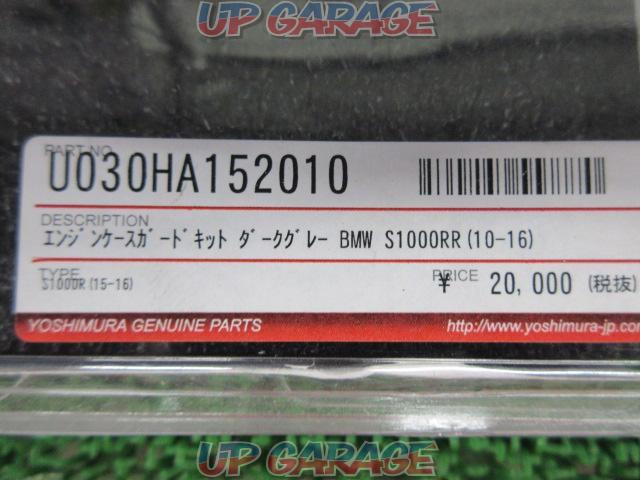 UP GARAGE
PART NO.
U030HA152010
DESCRIPTION
ｴﾝｼﾞﾝｹｰｽｶﾞｰﾄﾞｷｯﾄ ﾀﾞｰｸｸﾞﾚｰ BMW S1000RR(10-16)
TYPE
S1000R(15-16)
PRICE
¥ 20,000 (税抜)
YOSHIMURA GENUINE PARTS
http://www.yoshimura-jp.com
UP GARAGE